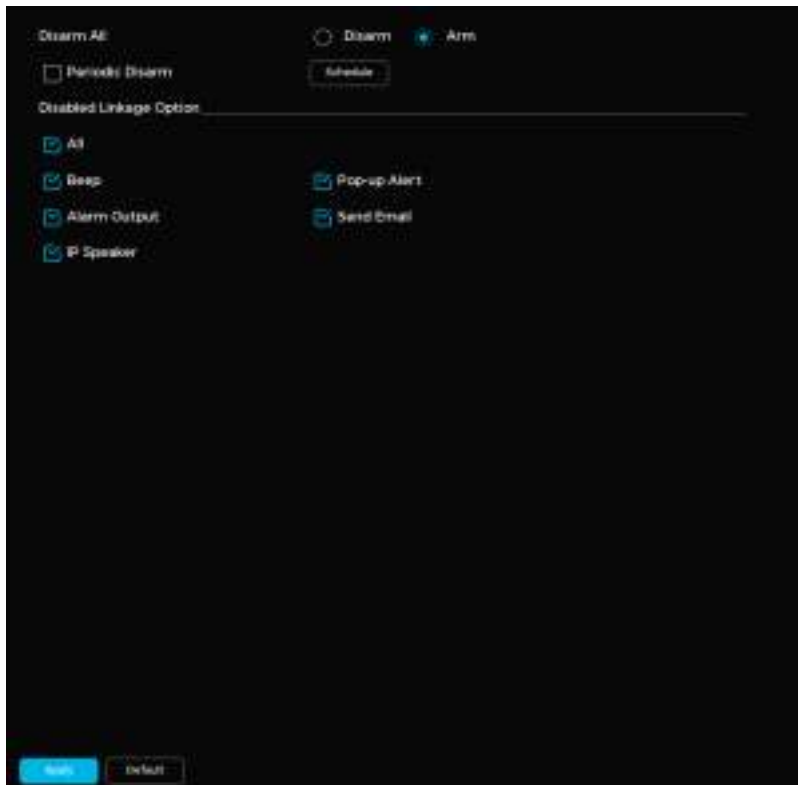 Disarm All Disarm Arm
Periodic Disarm Schedule
Disabled Linkage Option
All
Beep Pop-up Alert
Alarm Output Send Email
IP Speaker
Apply Default